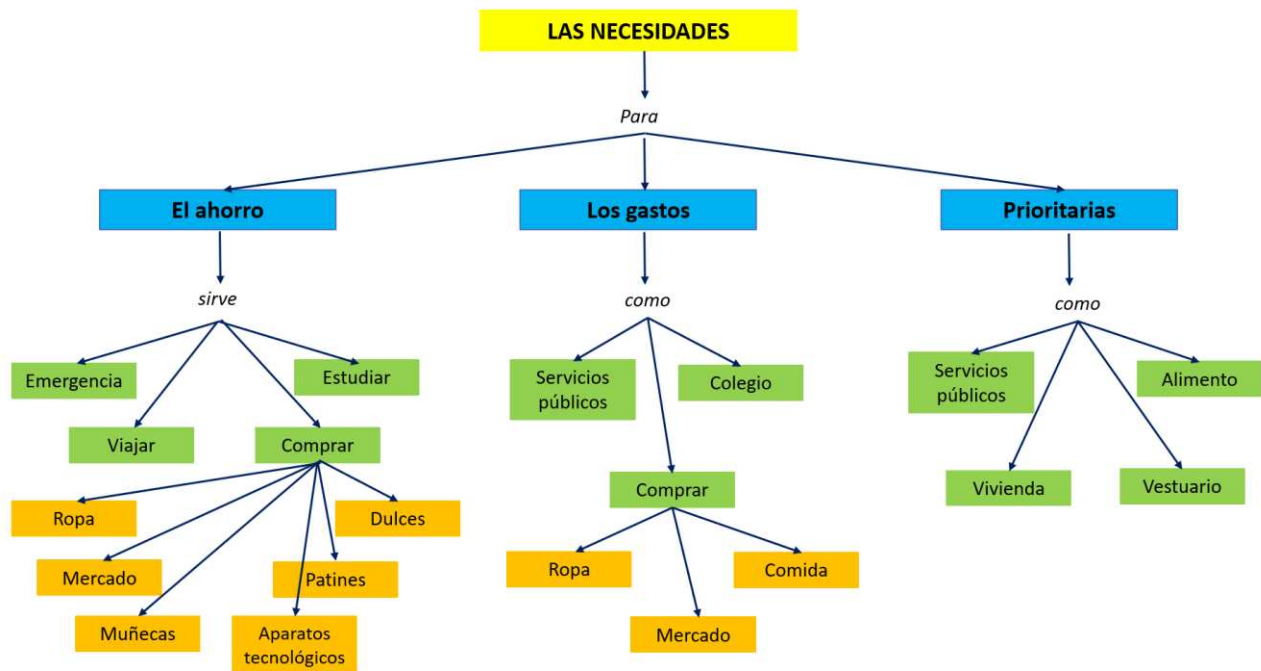 LAS NECESIDADES
Para
El ahorro
Los gastos
Prioritarias
sirve
como
como
Emergencia
Estudiar
Viajar
Comprar
Ropa
Dulces
Mercado
Patines
Muñecas
Aparatos
tecnológicos
Servicios
públicos
Colegio
Comprar
Ropa
Comida
Mercado
Servicios
públicos
Alimento
Vivienda
Vestuario